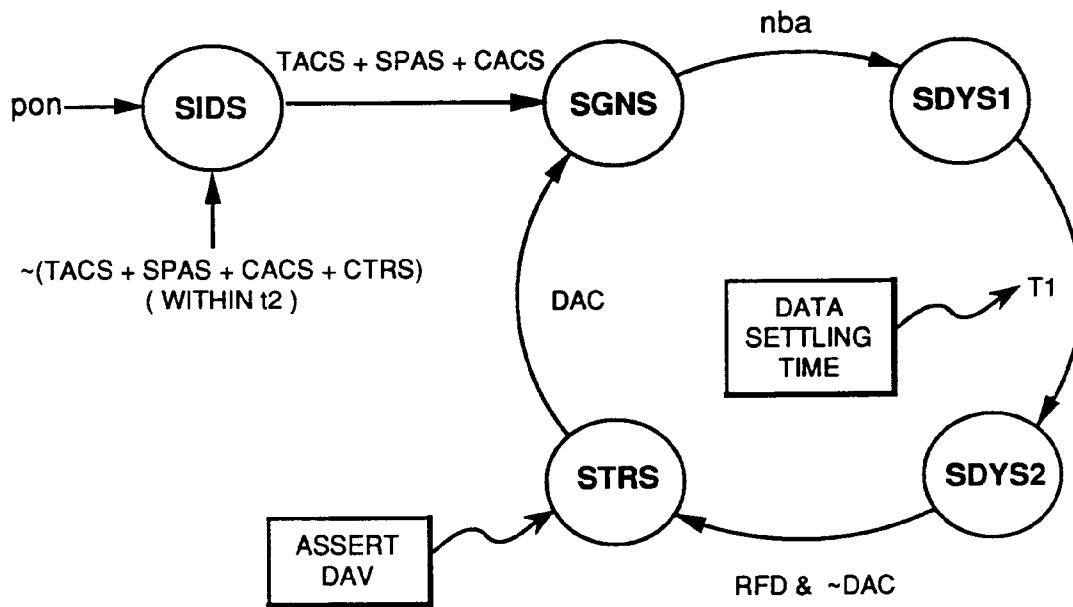 nba
TACS + SPAS + CACS
pon
SIDS
SGNS
SDYS1
~(TACS + SPAS + CACS + CTRS)
( WITHIN t2 )
DAC
DATA
SETTLING
TIME
T1
STRS
SDYS2
ASSERT
DAV
RFD & ~DAC